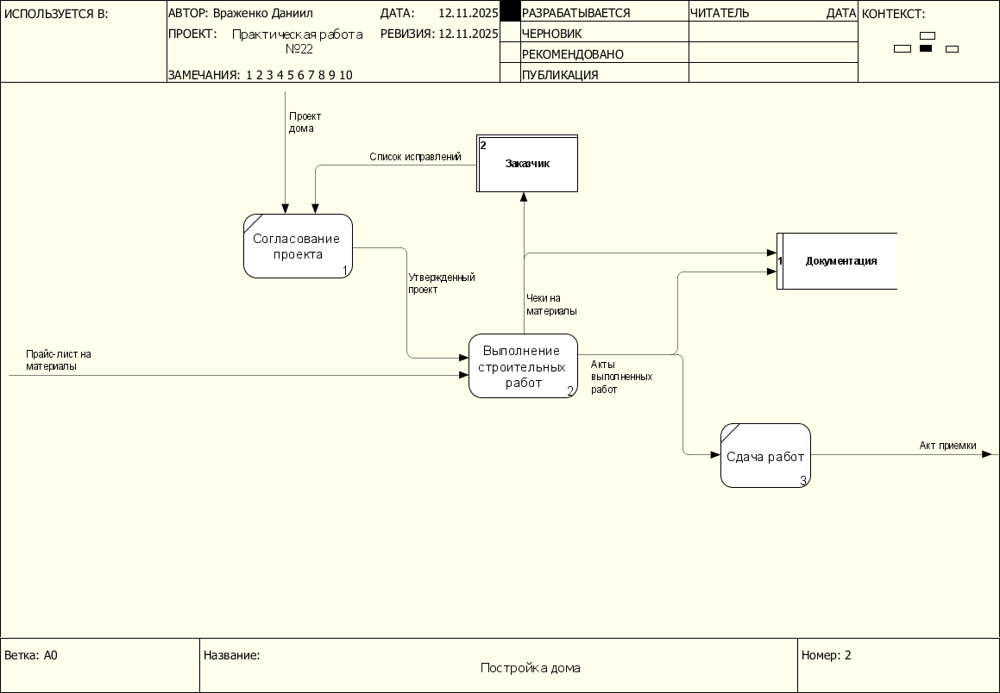 ИСПОЛЬЗУЕТСЯ В:
АВТОР: Враженко Даниил
ДАТА: 12.11.2025
ПРОЕКТ: Практическая работа
№22
РЕВИЗИЯ: 12.11.2025
ЗАМЕЧАНИЯ: 1 2 3 4 5 6 7 8 9 10
РАЗРАБАТЫВАЕТСЯ
ЧЕРНОВИК
РЕКОМЕНДОВАНО
ПУБЛИКАЦИЯ
ЧИТАТЕЛЬ ДАТА
КОНТЕКСТ:
Проект
дома
Список исправлений
2
Заказчик
Согласование
проекта
1
1
Документация
Утвержденный
проект
Чеки на
материалы
Прайс-лист на
материалы
Выполнение
строительных
работ
2
Акты
выполненных
работ
Акт приемки
Сдача работ
3
Ветка: A0
Название:
Постройка дома
Номер: 2